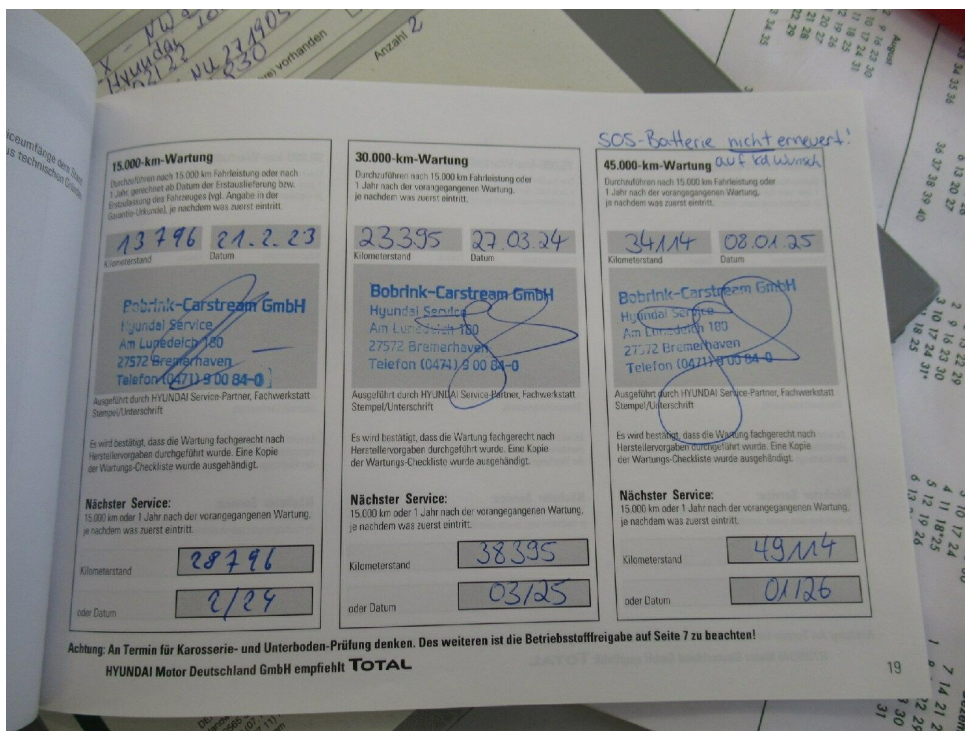 Hyundai
vorhanden
Anzahl 2
August
SOS-Batterie nicht erneuert!
auf Kd Wunsch
15.000-km-Wartung
Durchzuführen nach 15.000 km Fahrleistung oder nach
1 Jahr, gerechnet ab Datum der Erstauslieferung bzw.
Erstzulassung des Fahrzeuges (vgl. Angabe in der
Garantie-Urkunde), je nachdem was zuerst eintritt.
13796 21.2.23
Kilometerstand Datum
Bobrink-Carstream GmbH
Hyundai Service
Am Lunedeich 180
27572 Bremerhaven
Telefon (0471) 9 00 84-0
Ausgeführt durch HYUNDAI Service-Partner, Fachwerkstatt
Stempel/Unterschrift
Es wird bestätigt, dass die Wartung fachgerecht nach
Herstellervorgaben durchgeführt wurde. Eine Kopie
der Wartungs-Checkliste wurde ausgehändigt.
Nächster Service:
15.000 km oder 1 Jahr nach der vorangegangenen Wartung,
je nachdem was zuerst eintritt.
Kilometerstand 28796
oder Datum 2/24
30.000-km-Wartung
Durchzuführen nach 15.000 km Fahrleistung oder
1 Jahr nach der vorangegangenen Wartung,
je nachdem was zuerst eintritt.
23395 27.03.24
Kilometerstand Datum
Bobrink-Carstream GmbH
Hyundai Service
Am Lunedeich 180
27572 Bremerhaven
Telefon (0471) 9 00 84-0
Ausgeführt durch HYUNDAI Service-Partner, Fachwerkstatt
Stempel/Unterschrift
Es wird bestätigt, dass die Wartung fachgerecht nach
Herstellervorgaben durchgeführt wurde. Eine Kopie
der Wartungs-Checkliste wurde ausgehändigt.
Nächster Service:
15.000 km oder 1 Jahr nach der vorangegangenen Wartung,
je nachdem was zuerst eintritt.
Kilometerstand 38395
oder Datum 03/25
45.000-km-Wartung
Durchzuführen nach 15.000 km Fahrleistung oder
1 Jahr nach der vorangegangenen Wartung,
je nachdem was zuerst eintritt.
34114 08.01.25
Kilometerstand Datum
Bobrink-Carstream GmbH
Hyundai Service
Am Lunedeich 180
27572 Bremerhaven
Telefon (0471) 9 00 84-0
Ausgeführt durch HYUNDAI Service-Partner, Fachwerkstatt
Stempel/Unterschrift
Es wird bestätigt, dass die Wartung fachgerecht nach
Herstellervorgaben durchgeführt wurde. Eine Kopie
der Wartungs-Checkliste wurde ausgehändigt.
Nächster Service:
15.000 km oder 1 Jahr nach der vorangegangenen Wartung,
je nachdem was zuerst eintritt.
Kilometerstand 49114
oder Datum 01/26
Achtung: An Termin für Karosserie- und Unterboden-Prüfung denken. Des weiteren ist die Betriebsstofffreigabe auf Seite 7 zu beachten!
HYUNDAI Motor Deutschland GmbH empfiehlt TOTAL
19